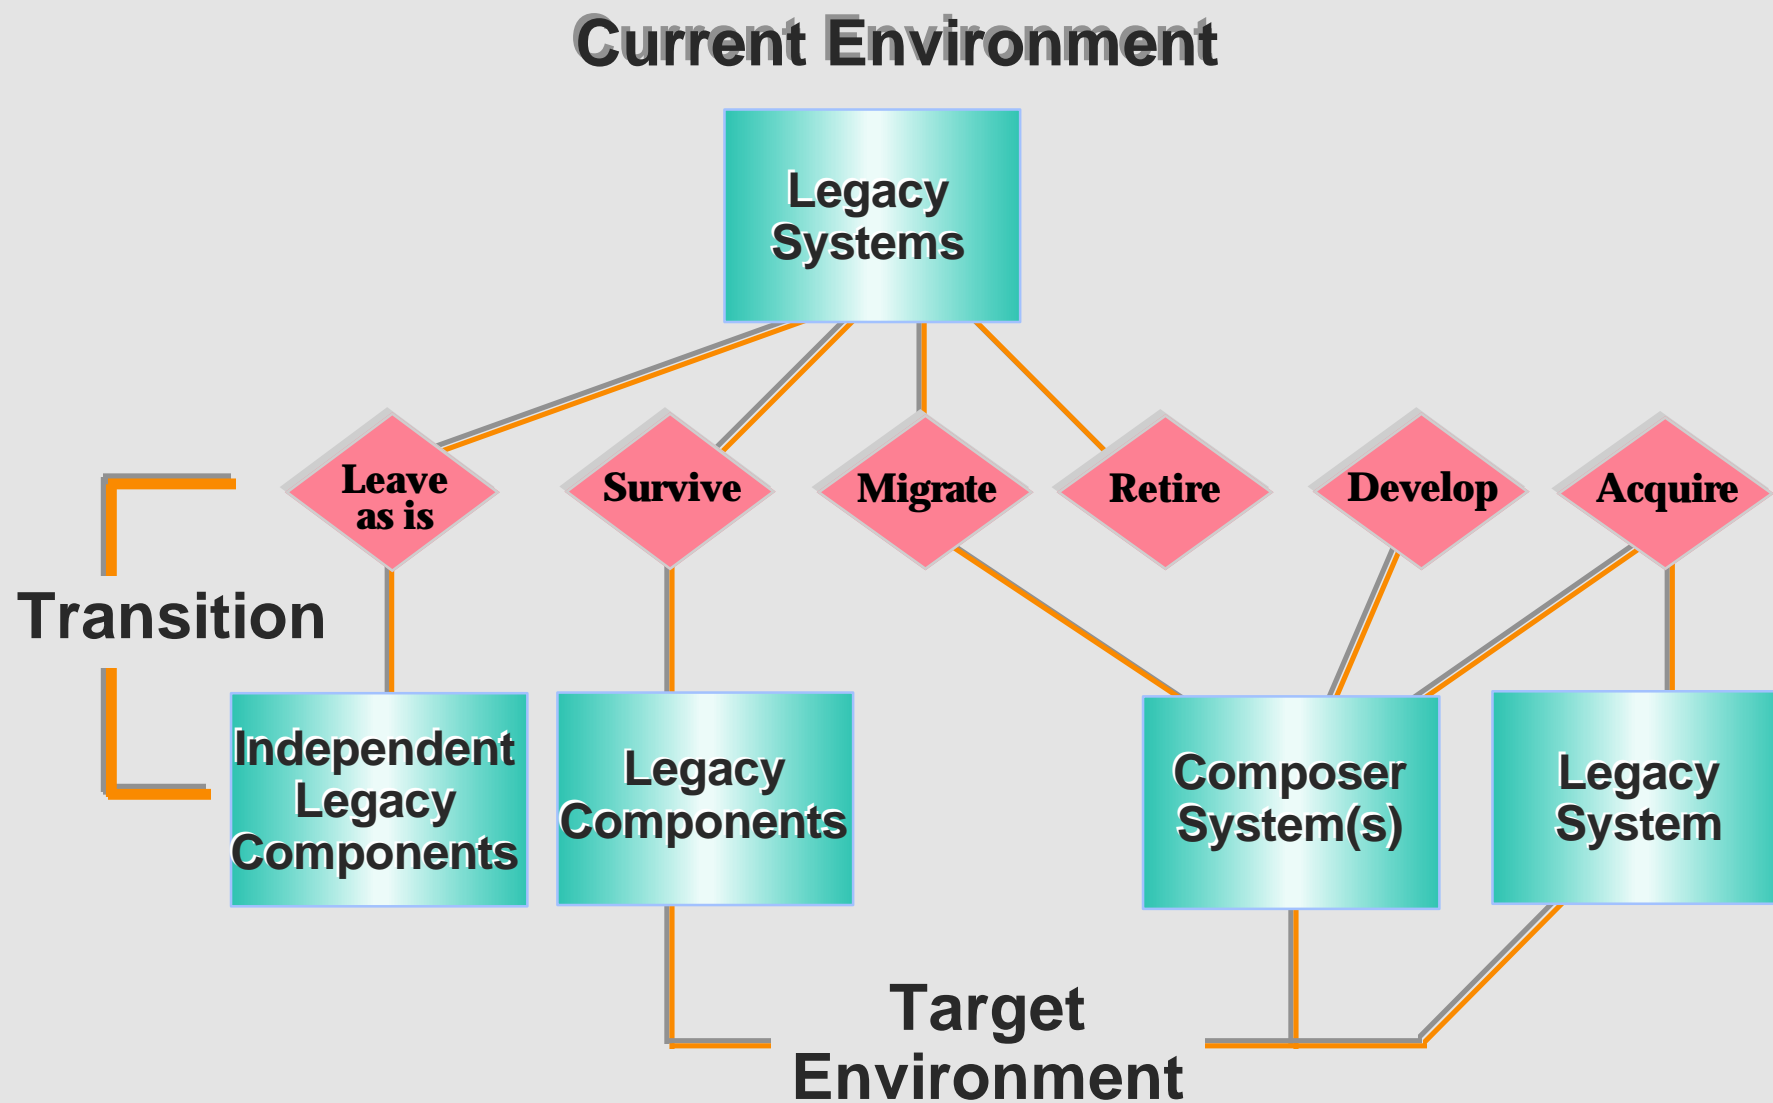 Current Environment
Legacy
Systems
Leave
as is
Survive
Migrate
Retire
Develop
Acquire
Transition
Independent
Legacy
Components
Legacy
Components
Composer
System(s)
Legacy
System
Target
Environment